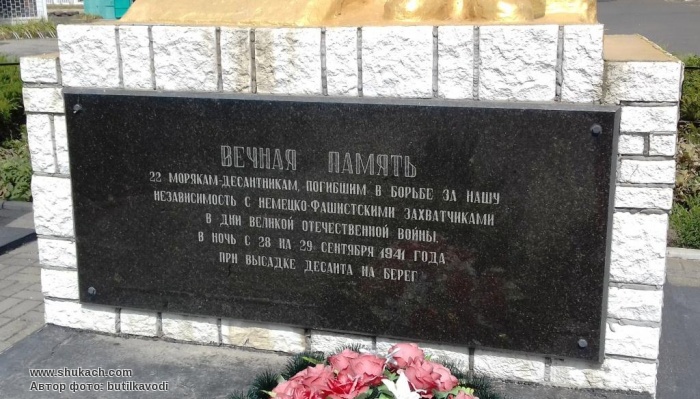 ВЕЧНАЯ ПАМЯТЬ
22 МОРЯКАМ-ДЕСАНТНИКАМ, ПОГИБШИМ В БОРЬБЕ ЗА НАШУ
НЕЗАВИСИМОСТЬ С НЕМЕЦКО-ФАШИСТСКИМИ ЗАХВАТЧИКАМИ
В ДНИ ВЕЛИКОЙ ОТЕЧЕСТВЕННОЙ ВОЙНЫ.
В НОЧЬ С 28 НА 29 СЕНТЯБРЯ 1941 ГОДА
ПРИ ВЫСАДКЕ ДЕСАНТА НА БЕРЕГ
www.shukach.com
Автор фото: butilkavodi